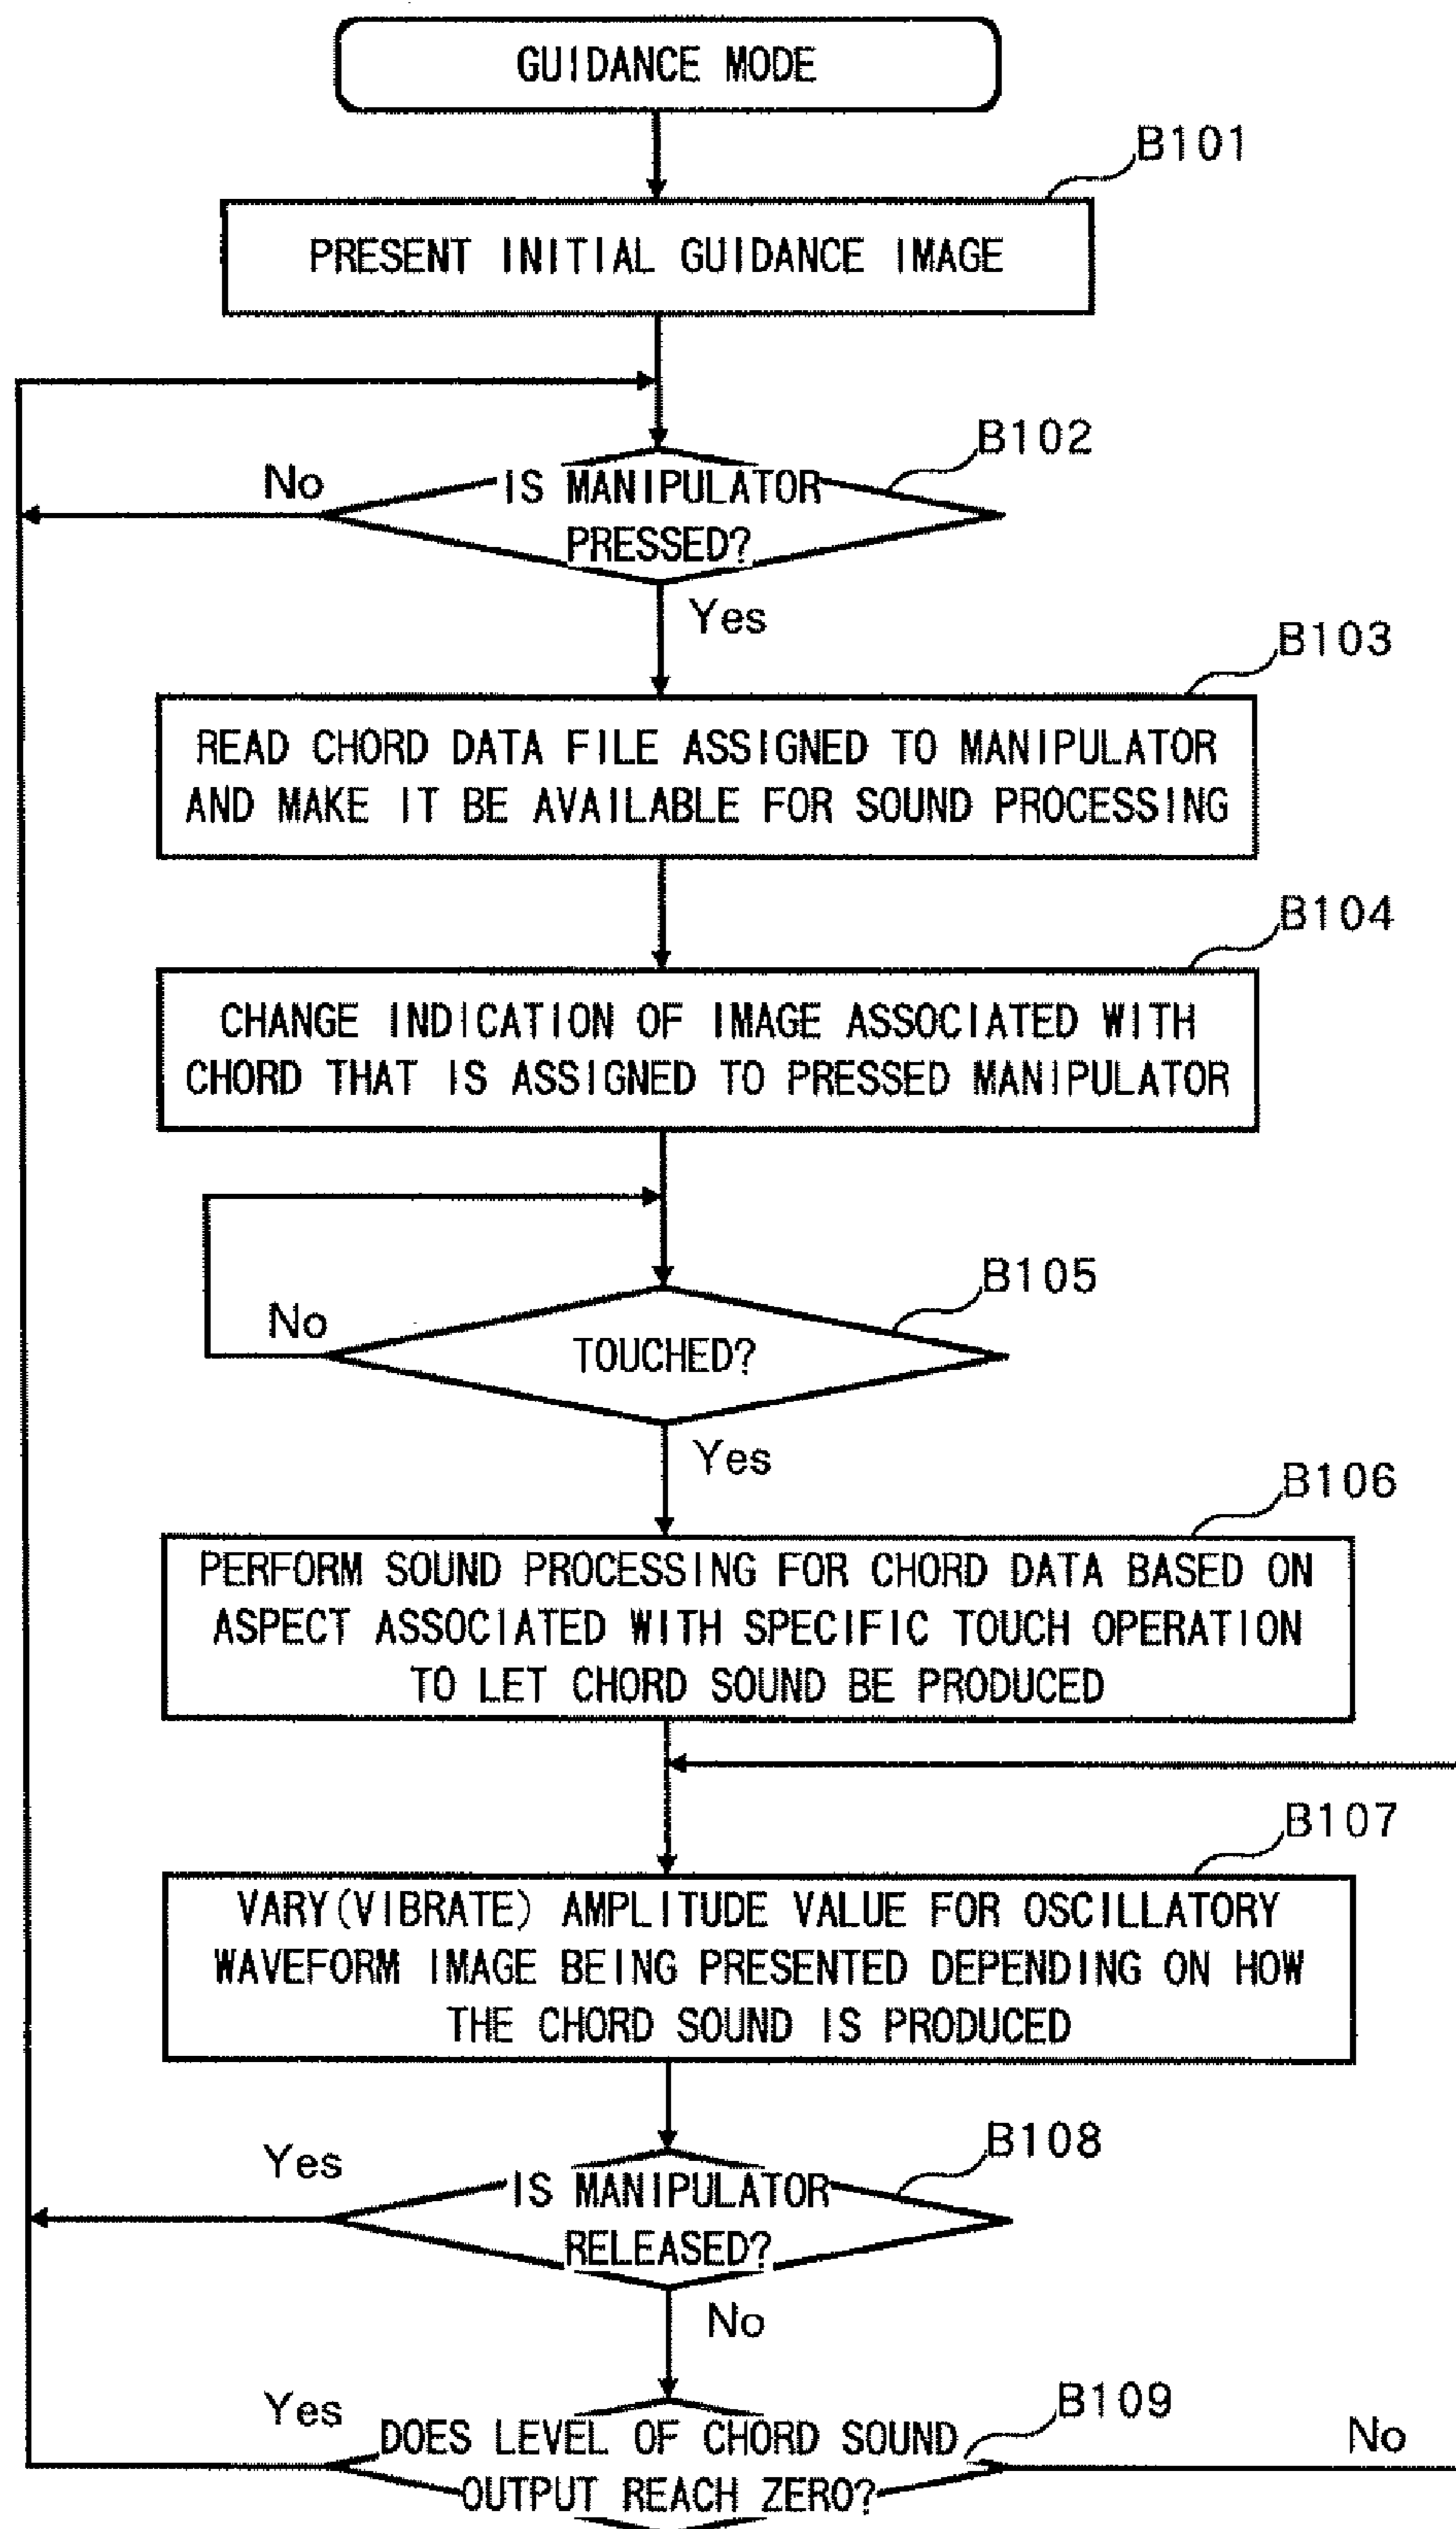 GUIDANCE MODE
B101
PRESENT INITIAL GUIDANCE IMAGE
B102
No
IS MANIPULATOR
PRESSED?
Yes
B103
READ CHORD DATA FILE ASSIGNED TO MANIPULATOR
AND MAKE IT BE AVAILABLE FOR SOUND PROCESSING
B104
CHANGE INDICATION OF IMAGE ASSOCIATED WITH
CHORD THAT IS ASSIGNED TO PRESSED MANIPULATOR
B105
No
TOUCHED?
Yes
B106
PERFORM SOUND PROCESSING FOR CHORD DATA BASED ON
ASPECT ASSOCIATED WITH SPECIFIC TOUCH OPERATION
TO LET CHORD SOUND BE PRODUCED
B107
VARY(VIBRATE) AMPLITUDE VALUE FOR OSCILLATORY
WAVEFORM IMAGE BEING PRESENTED DEPENDING ON HOW
THE CHORD SOUND IS PRODUCED
B108
Yes
IS MANIPULATOR
RELEASED?
No
B109
Yes
DOES LEVEL OF CHORD SOUND
OUTPUT REACH ZERO?
No